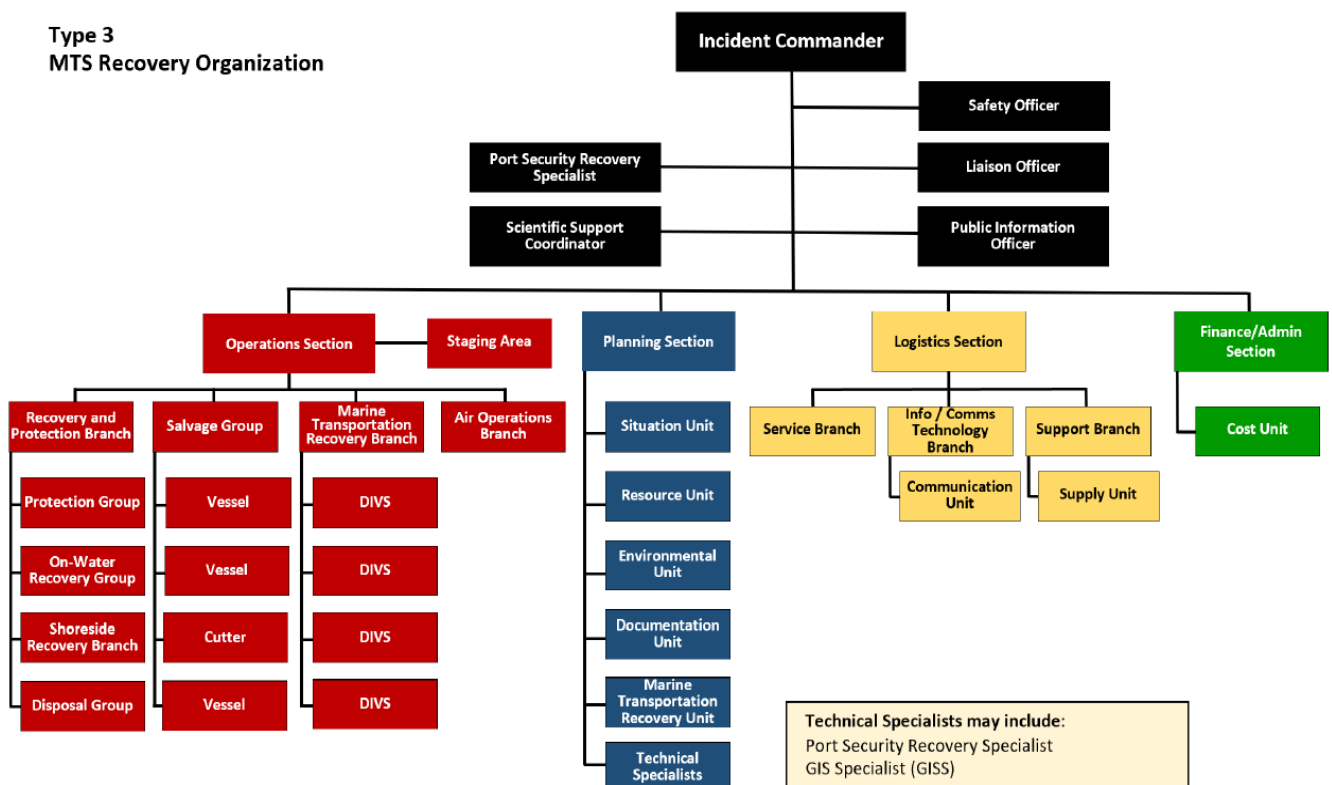 Type 3
MTS Recovery Organization
Incident Commander
Safety Officer
Port Security Recovery
Specialist
Liaison Officer
Scientific Support
Coordinator
Public Information
Officer
Operations Section
Staging Area
Planning Section
Logistics Section
Finance/Admin
Section
Recovery and
Protection Branch
Salvage Group
Marine
Transportation
Recovery Branch
Air Operations
Branch
Protection Group
On-Water
Recovery Group
Shoreside
Recovery Branch
Disposal Group
Vessel
Vessel
Cutter
Vessel
DIVS
DIVS
DIVS
DIVS
Situation Unit
Resource Unit
Environmental
Unit
Documentation
Unit
Marine
Transportation
Recovery Unit
Technical
Specialists
Service Branch
Info / Comms
Technology
Branch
Communication
Unit
Support Branch
Supply Unit
Cost Unit
Technical Specialists may include:
Port Security Recovery Specialist
GIS Specialist (GISS)